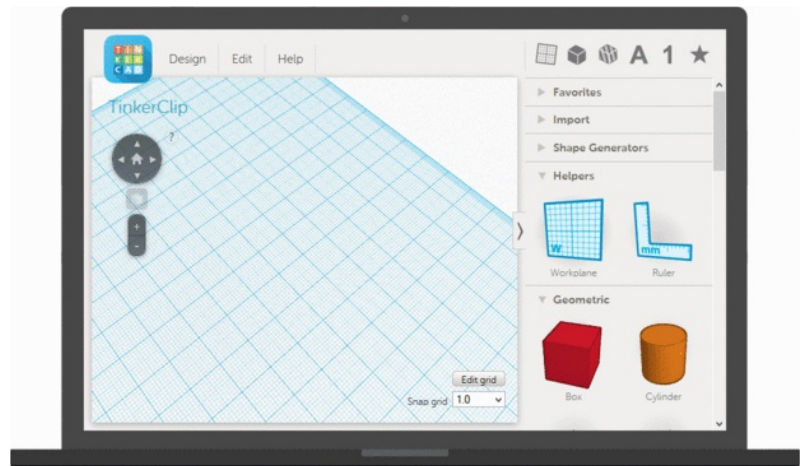 TIN
KER
CAD
Design Edit Help
A 1
TinkerClip
?
+
-
Edit grid
Snap grid 1.0
Favorites
Import
Shape Generators
Helpers
W mm
Workplane Ruler
Geometric
Box Cylinder